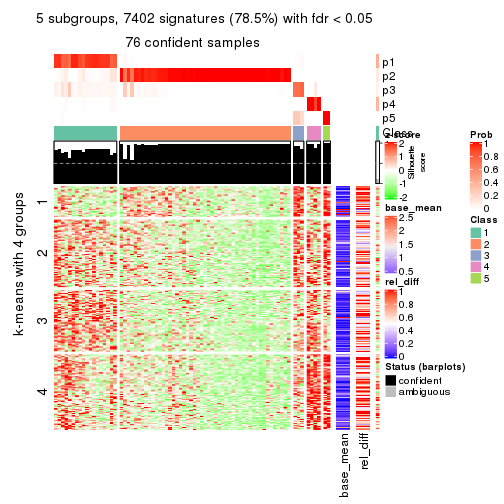 5 subgroups, 7402 signatures (78.5%) with fdr < 0.05
76 confident samples
p1
p2
p3
p4
p5
Class
z-score
2
1
0
-1
-2
Silhouette
score
Prob
1
0.8
0.6
0.4
0.2
0
base_mean
2.5
2
1.5
1
0.5
Class
1
2
3
4
5
rel_diff
1
0.8
0.6
0.4
0.2
0
Status (barplots)
confident
ambiguous
k-means with 4 groups
1
2
3
4
base_mean
rel_diff